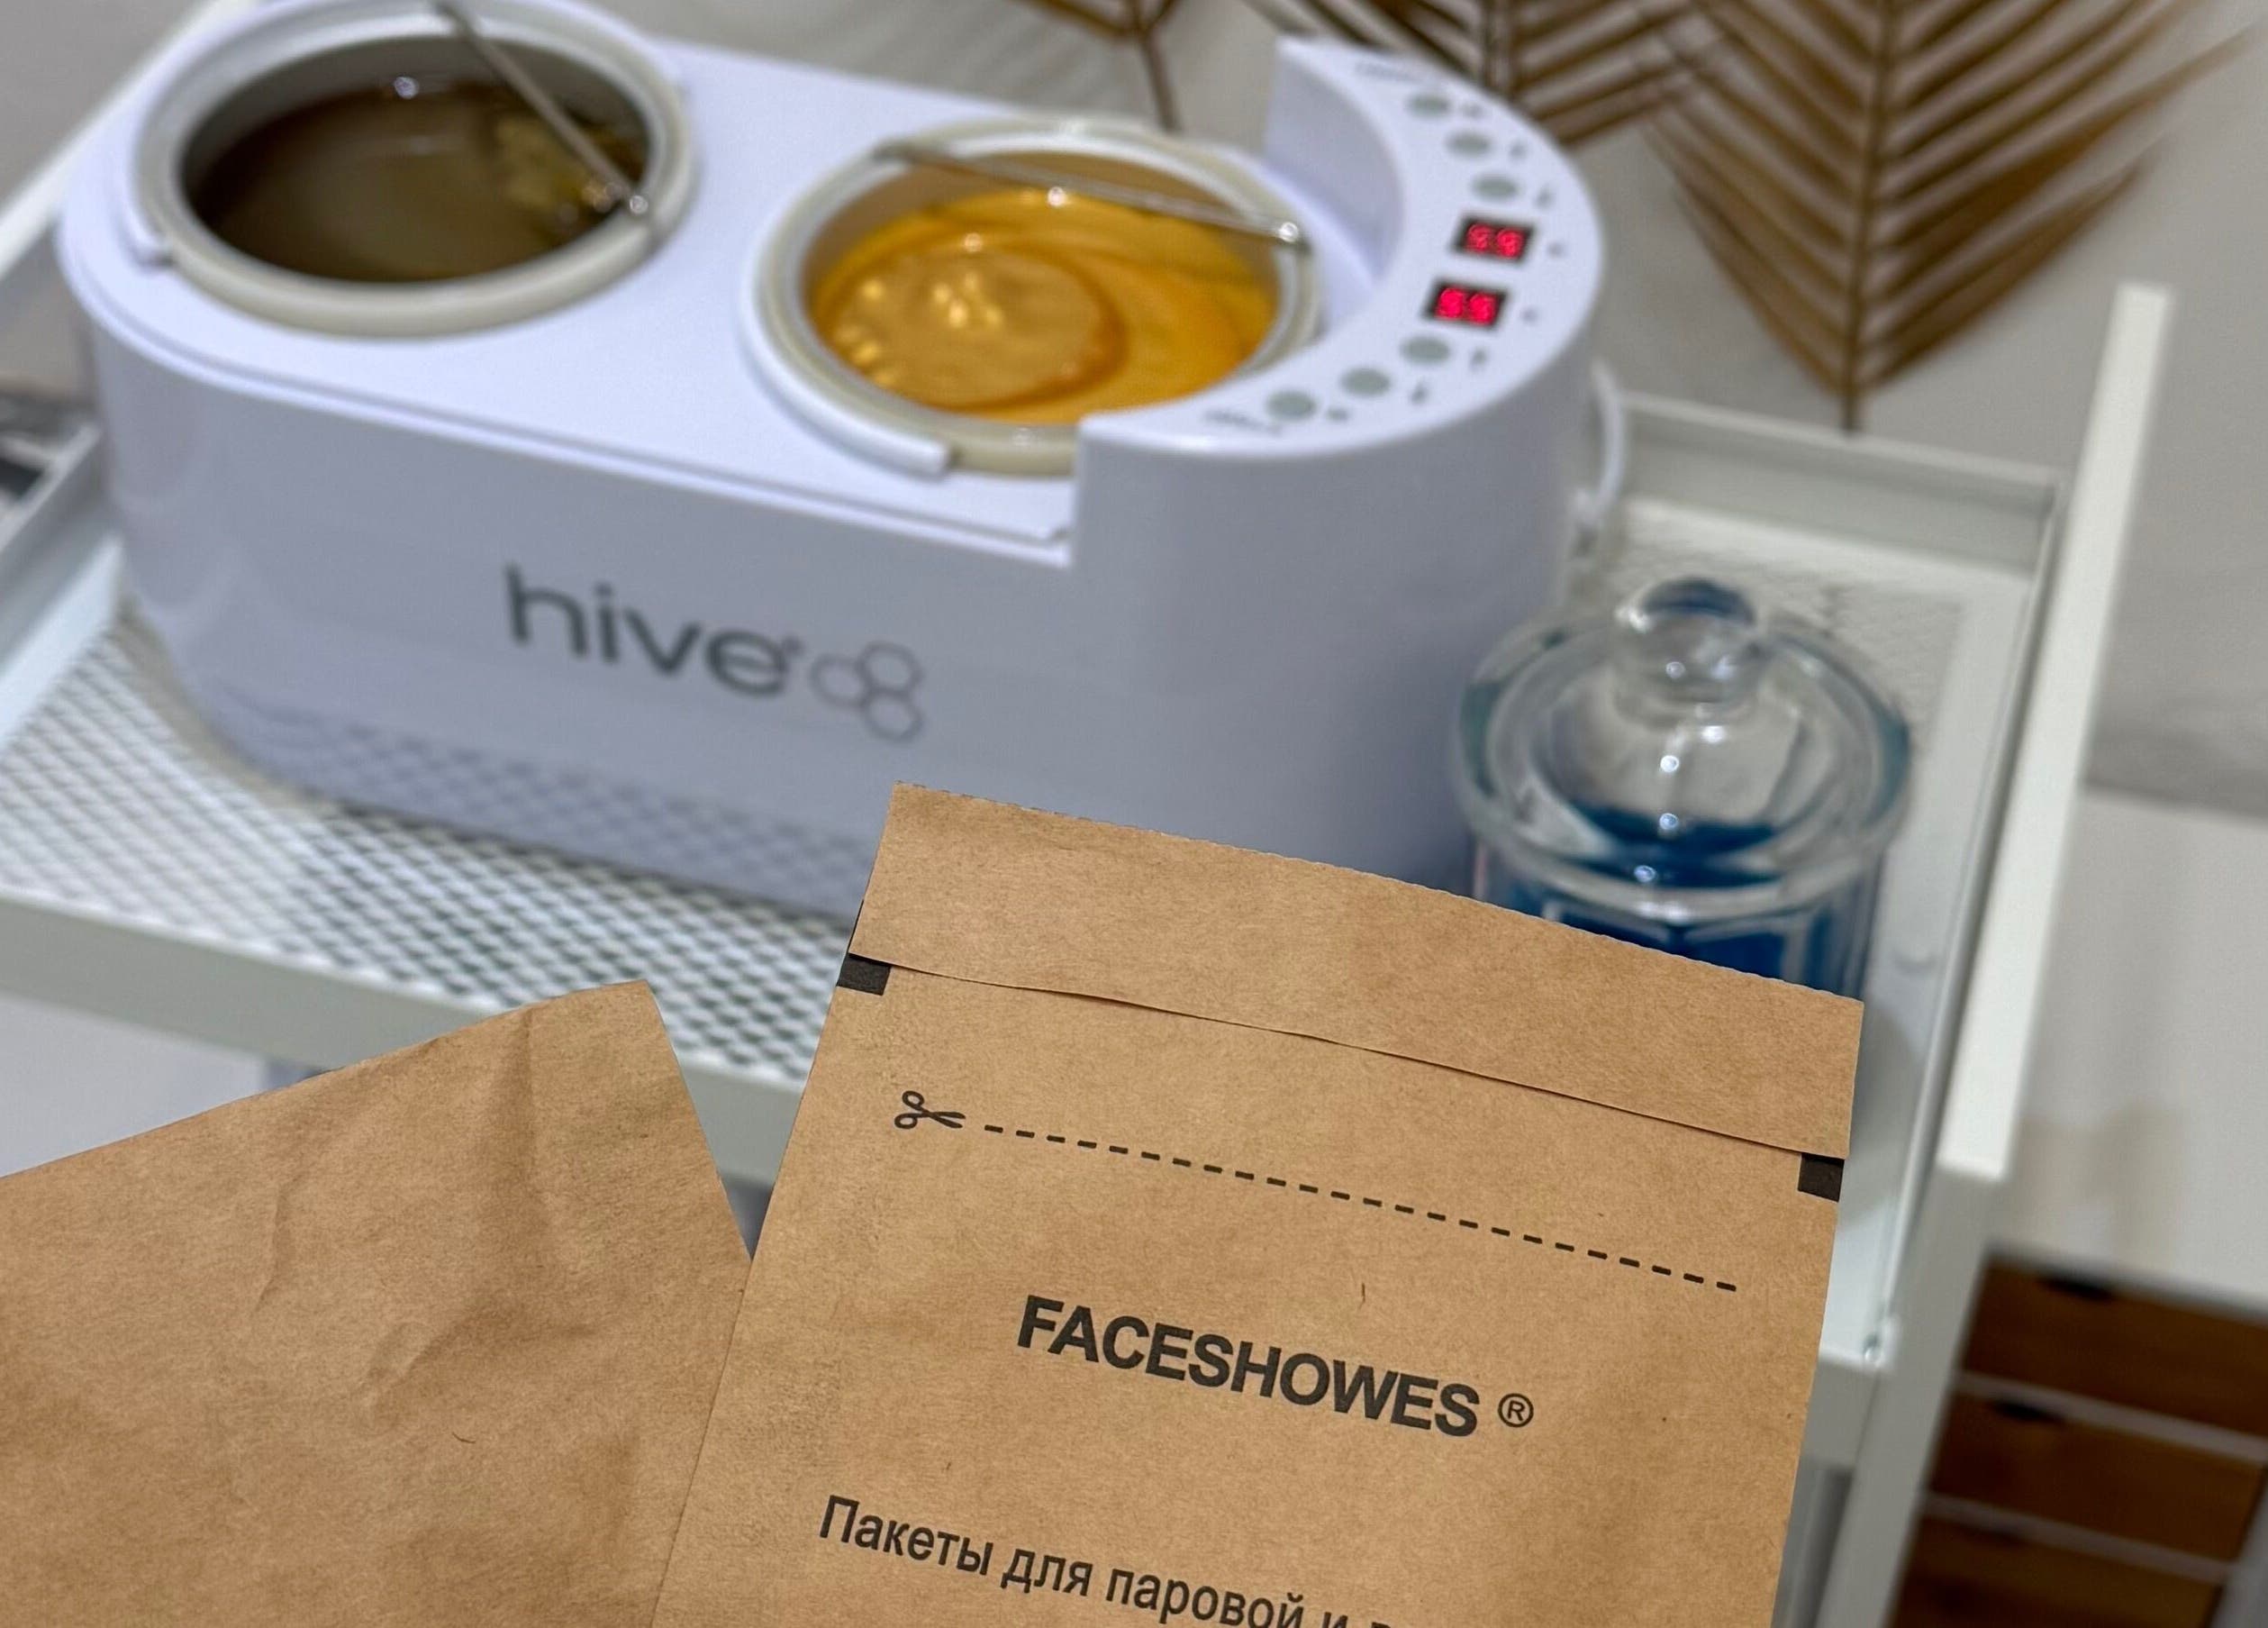 hive®
FACESHOWES ®
Пакеты для паровой и